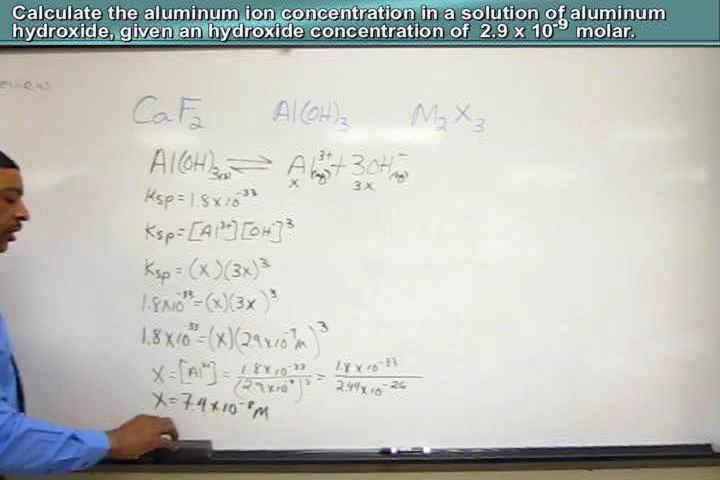 Calculate the aluminum ion concentration in a solution of aluminum
hydroxide, given an hydroxide concentration of 2.9 x 10⁻⁹ molar.
CaF₂ Al(OH)₃ M₂X₃
Al(OH)₃(s) ⇌ Al³⁺(aq) + 3OH⁻(aq)
x 3x
Ksp = 1.8x10⁻³³
Ksp = [Al³⁺][OH]³
Ksp = (x)(3x)³
1.8x10⁻³³ = (x)(3x)³
1.8x10⁻³³ = (x)(2.9x10⁻⁹M)³
x = [Al³⁺] = 1.8x10⁻³³/(2.9x10⁻⁹)³ = 1.8x10⁻³³/2.44x10⁻²⁶
x = 7.4x10⁻⁸M